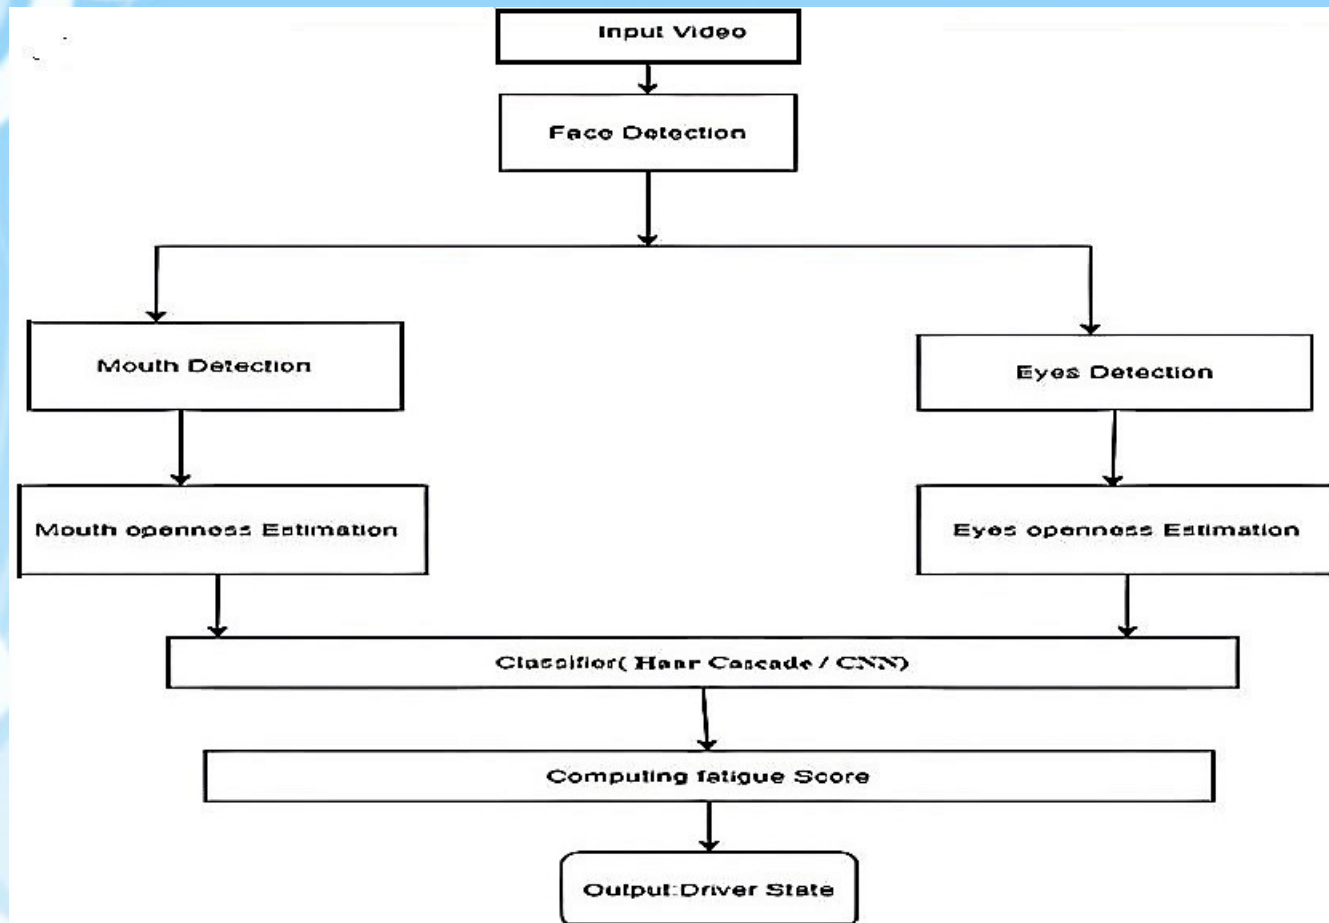 Input Video
Face Detection
Mouth Detection
Eyes Detection
Mouth openness Estimation
Eyes openness Estimation
Classifier( Haar Cascade / CNN)
Computing fatigue Score
Output:Driver State